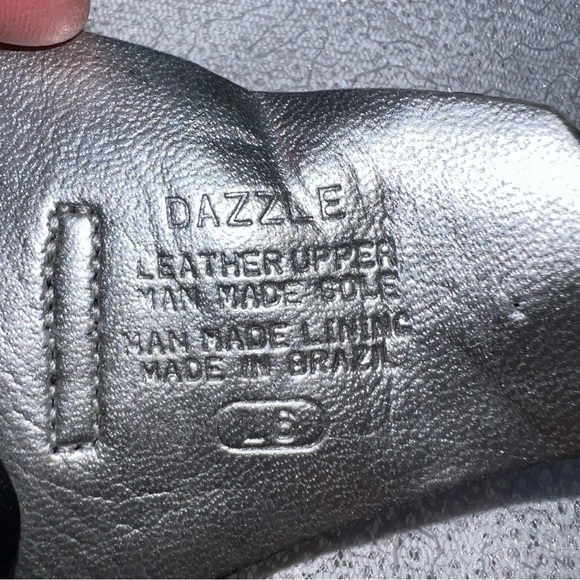 DAZZLE
LEATHER UPPER
MAN MADE SOLE
MAN MADE LINING
MADE IN BRAZIL